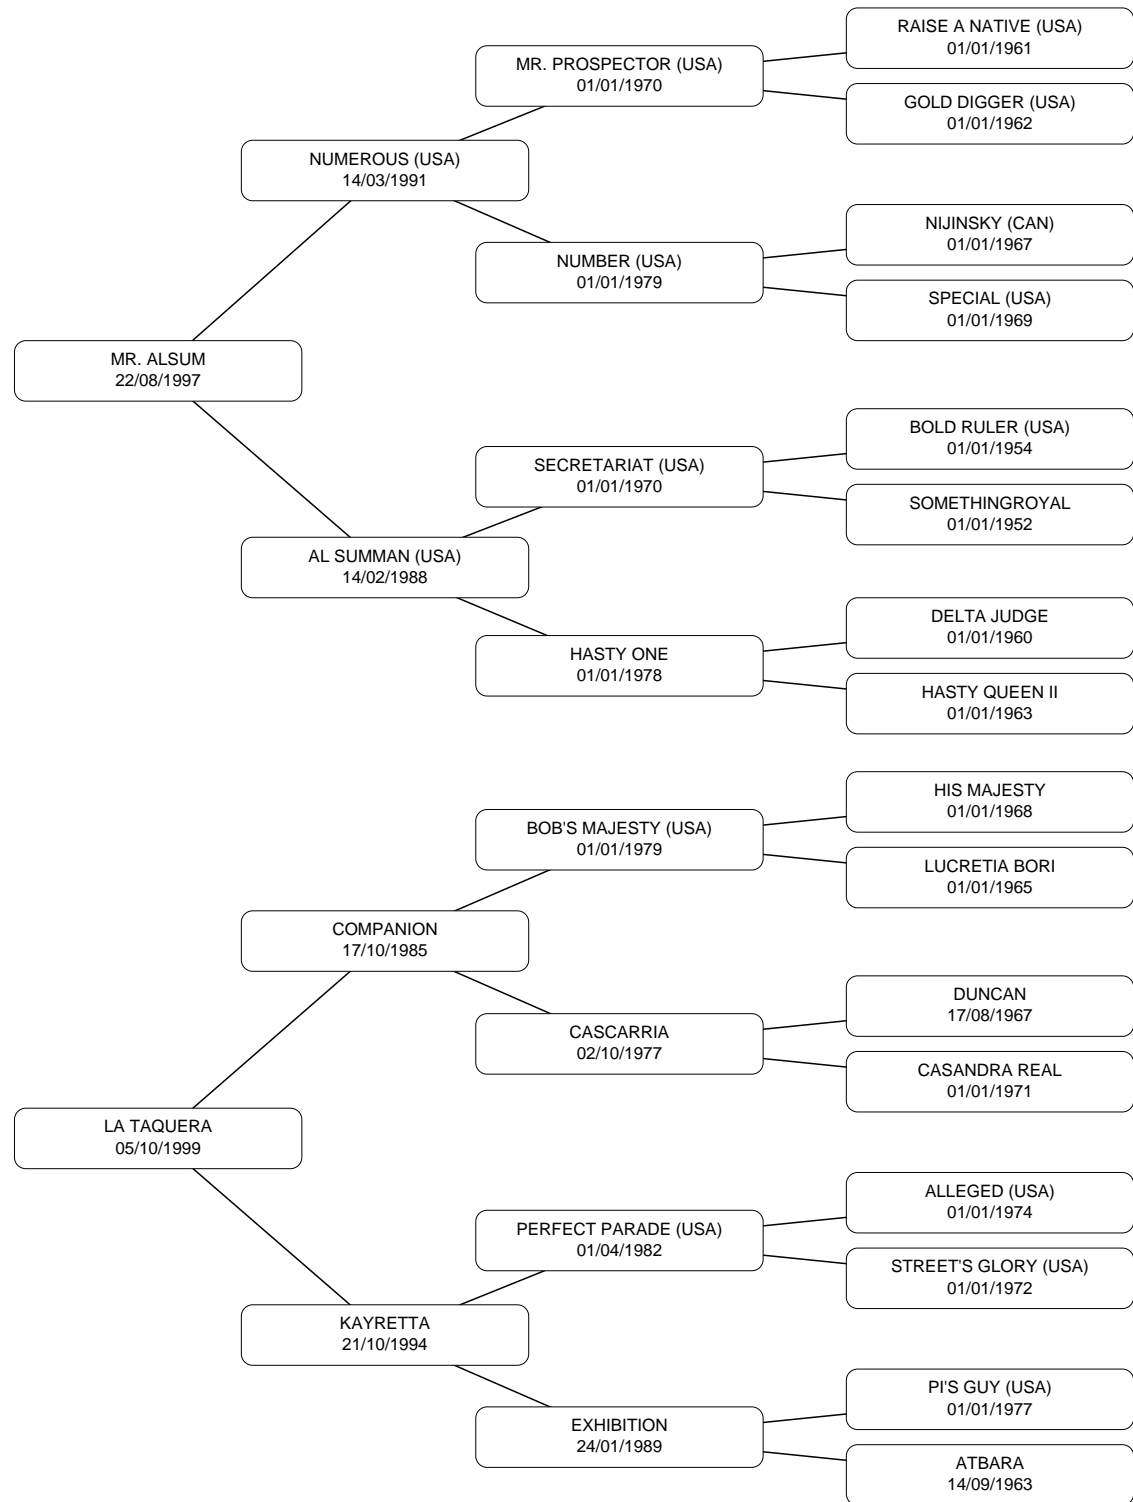 RAISE A NATIVE (USA)
01/01/1961
MR. PROSPECTOR (USA)
01/01/1970
GOLD DIGGER (USA)
01/01/1962
NUMEROUS (USA)
14/03/1991
NIJINSKY (CAN)
01/01/1967
NUMBER (USA)
01/01/1979
SPECIAL (USA)
01/01/1969
MR. ALSUM
22/08/1997
BOLD RULER (USA)
01/01/1954
SECRETARIAT (USA)
01/01/1970
SOMETHINGROYAL
01/01/1952
AL SUMMAN (USA)
14/02/1988
DELTA JUDGE
01/01/1960
HASTY ONE
01/01/1978
HASTY QUEEN II
01/01/1963
HIS MAJESTY
01/01/1968
BOB'S MAJESTY (USA)
01/01/1979
LUCRETIA BORI
01/01/1965
COMPANION
17/10/1985
DUNCAN
17/08/1967
CASCARRIA
02/10/1977
CASANDRA REAL
01/01/1971
LA TAQUERA
05/10/1999
ALLEGED (USA)
01/01/1974
PERFECT PARADE (USA)
01/04/1982
STREET'S GLORY (USA)
01/01/1972
KAYRETTA
21/10/1994
PI'S GUY (USA)
01/01/1977
EXHIBITION
24/01/1989
ATBARA
14/09/1963